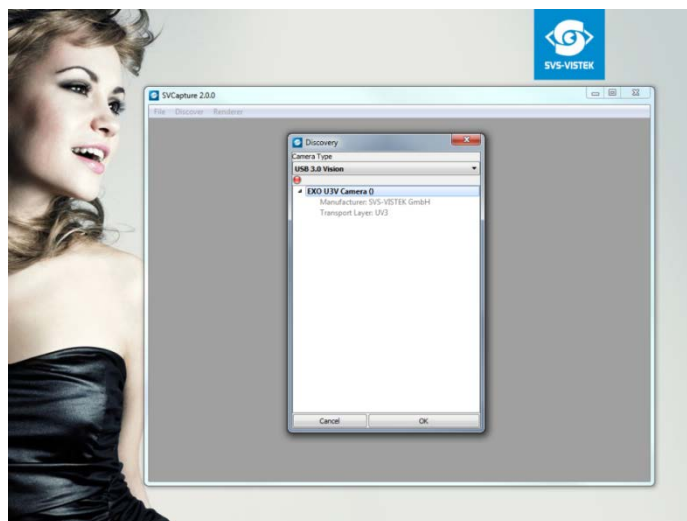 SVS-VISTEK
SVCapture 2.0.0
File Discover Renderer
Discovery
Camera Type
USB 3.0 Vision
EXO U3V Camera ()
Manufacturer: SVS-VISTEK GmbH
Transport Layer: UV3
Cancel OK